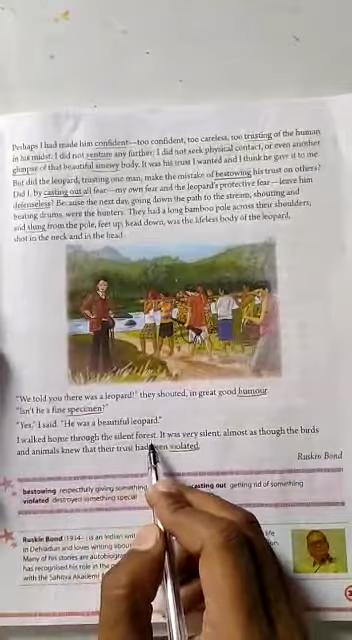 Perhaps I had made him confident—too confident, too careless, too trusting of the human
in his midst. I did not venture any further; I did not seek physical contact, or even another
glimpse of that beautiful sinewy body. It was his trust I wanted and I think he gave it to me.
But did the leopard, trusting one man, make the mistake of bestowing his trust on others?
Did I, by casting out all fear—my own fear and the leopard's protective fear—leave him
defenseless? Because the next day, going down the path to the stream, shouting and
beating drums, were the hunters. They had a long bamboo pole across their shoulders,
and slung from the pole, feet up, head down, was the lifeless body of the leopard,
shot in the neck and in the head.
"We told you there was a leopard!" they shouted, in great good humour.
"Isn't he a fine specimen?"
"Yes," I said. "He was a beautiful leopard."
I walked home through the silent forest. It was very silent, almost as though the birds
and animals knew that their trust had been violated.
Ruskin Bond
bestowing respectfully giving something casting out getting rid of something
violated destroyed something special
Ruskin Bond (1934- ) is an Indian life
in Dehradun and loves writing about
Many of his stories are
has recognised his role in the
with the Sahitya Akademi